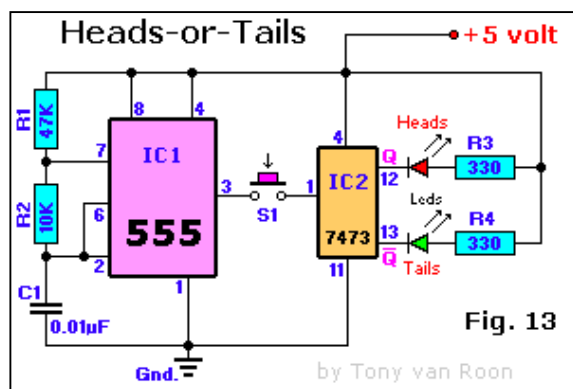 Heads-or-Tails
+5 volt
R1
47K
8
4
4
7
IC1
3
S1
1
IC2
Q
12
Heads
R3
330
R2
10K
6
555
7473
13
Q̅
Leds
Tails
R4
330
2
11
C1
0.01µF
1
Gnd.
Fig. 13
by Tony van Roon